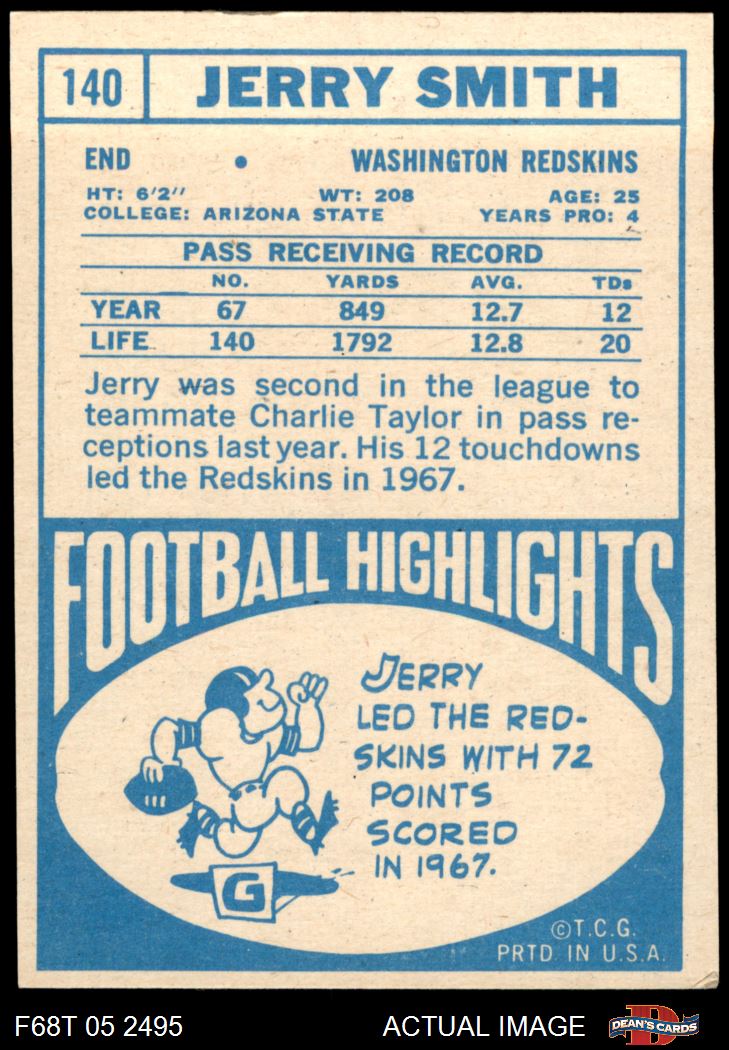 140 JERRY SMITH
END • WASHINGTON REDSKINS
HT: 6'2" WT: 208 AGE: 25
COLLEGE: ARIZONA STATE YEARS PRO: 4
PASS RECEIVING RECORD
NO. YARDS AVG. TDs
YEAR 67 849 12.7 12
LIFE 140 1792 12.8 20
Jerry was second in the league to
teammate Charlie Taylor in pass re-
ceptions last year. His 12 touchdowns
led the Redskins in 1967.
FOOTBALL HIGHLIGHTS
JERRY
LED THE RED-
SKINS WITH 72
POINTS
SCORED
IN 1967.
G
©T.C.G.
PRTD. IN U.S.A.
F68T 05 2495 ACTUAL IMAGE D DEAN'S CARDS